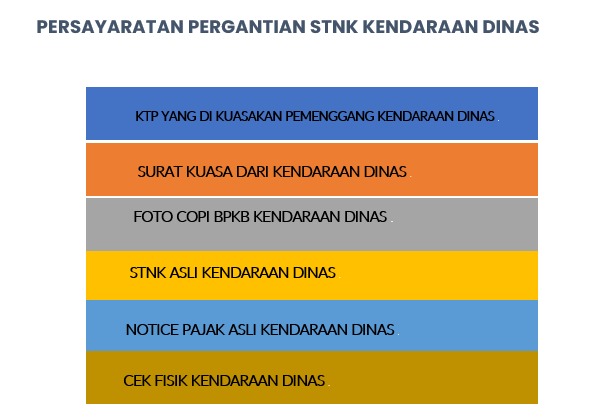 PERSAYARATAN PERGANTIAN STNK KENDARAAN DINAS
KTP YANG DI KUASAKAN PEMENGGANG KENDARAAN DINAS .
SURAT KUASA DARI KENDARAAN DINAS .
FOTO COPI BPKB KENDARAAN DINAS .
STNK ASLI KENDARAAN DINAS
NOTICE PAJAK ASLI KENDARAAN DINAS .
CEK FISIK KENDARAAN DINAS .